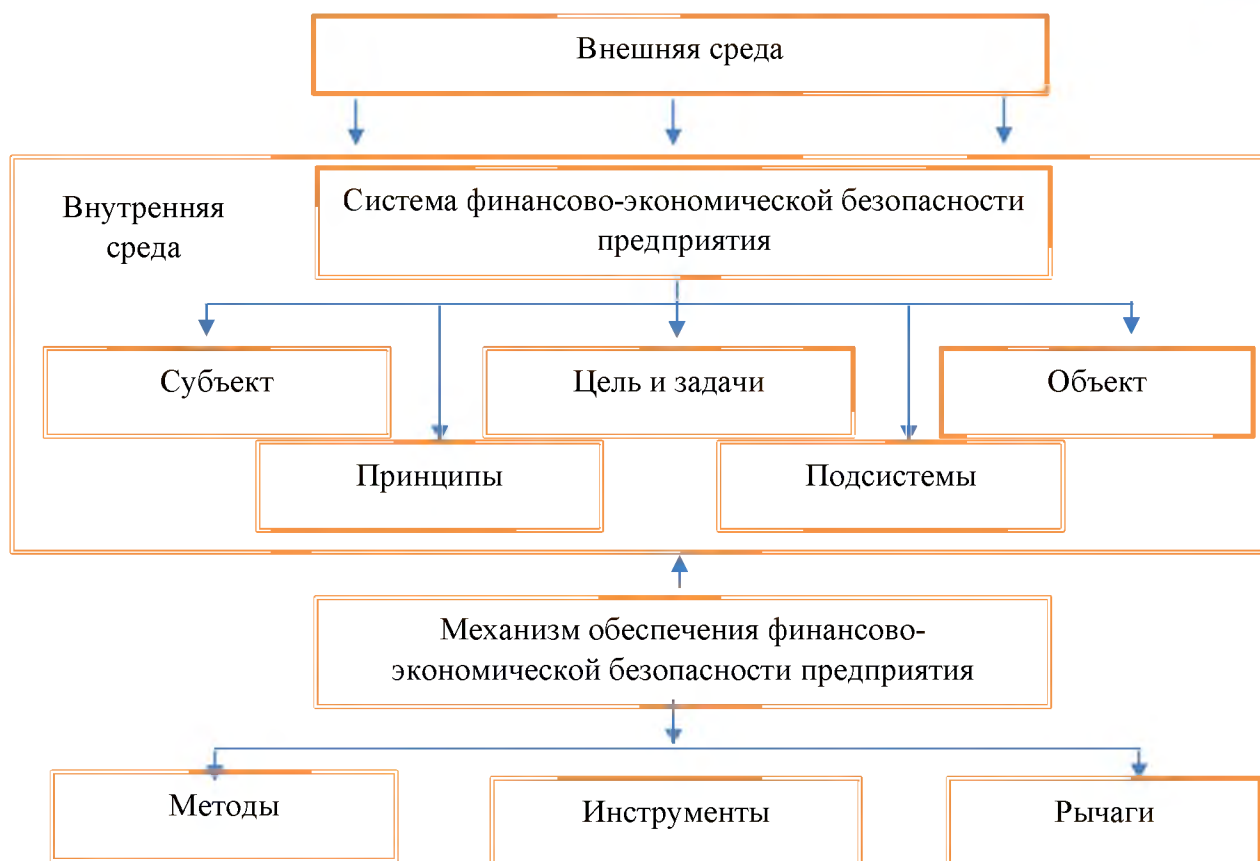 Внешняя среда
Внутренняя
среда
Система финансово-экономической безопасности
предприятия
Субъект
Цель и задачи
Объект
Принципы
Подсистемы
Механизм обеспечения финансово-
экономической безопасности предприятия
Методы
Инструменты
Рычаги